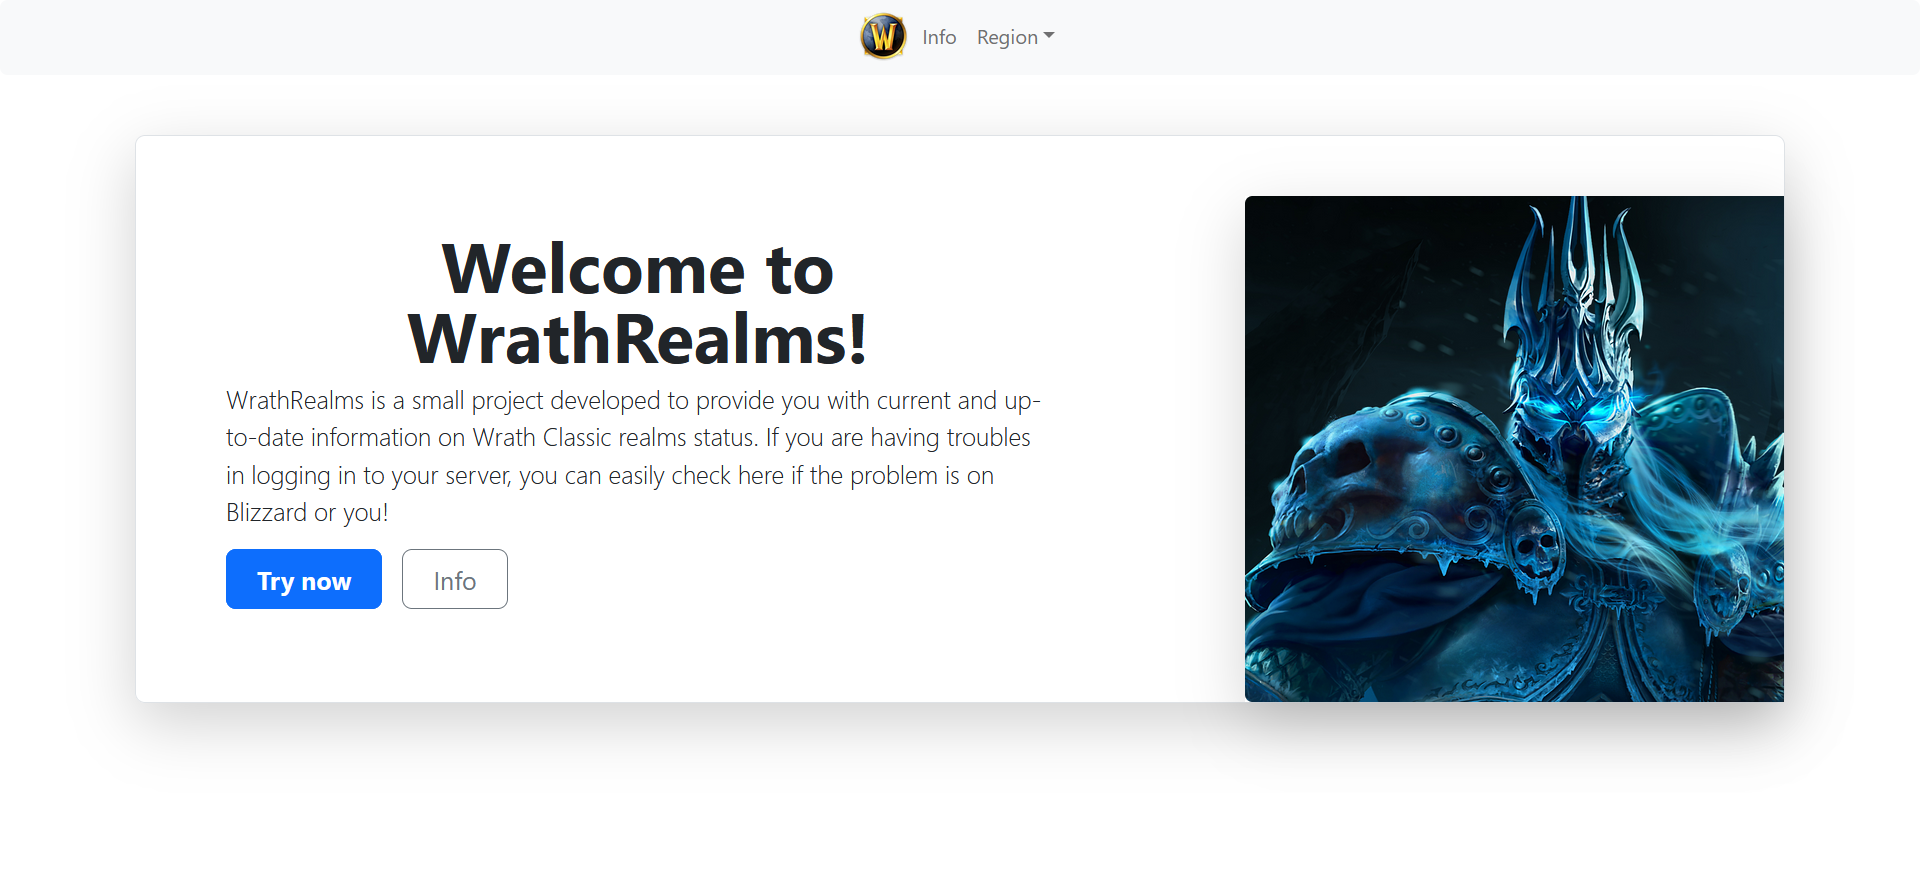 W
Info
Region
Welcome to
WrathRealms!
WrathRealms is a small project developed to provide you with current and up-
to-date information on Wrath Classic realms status. If you are having troubles
in logging in to your server, you can easily check here if the problem is on
Blizzard or you!
Try now
Info